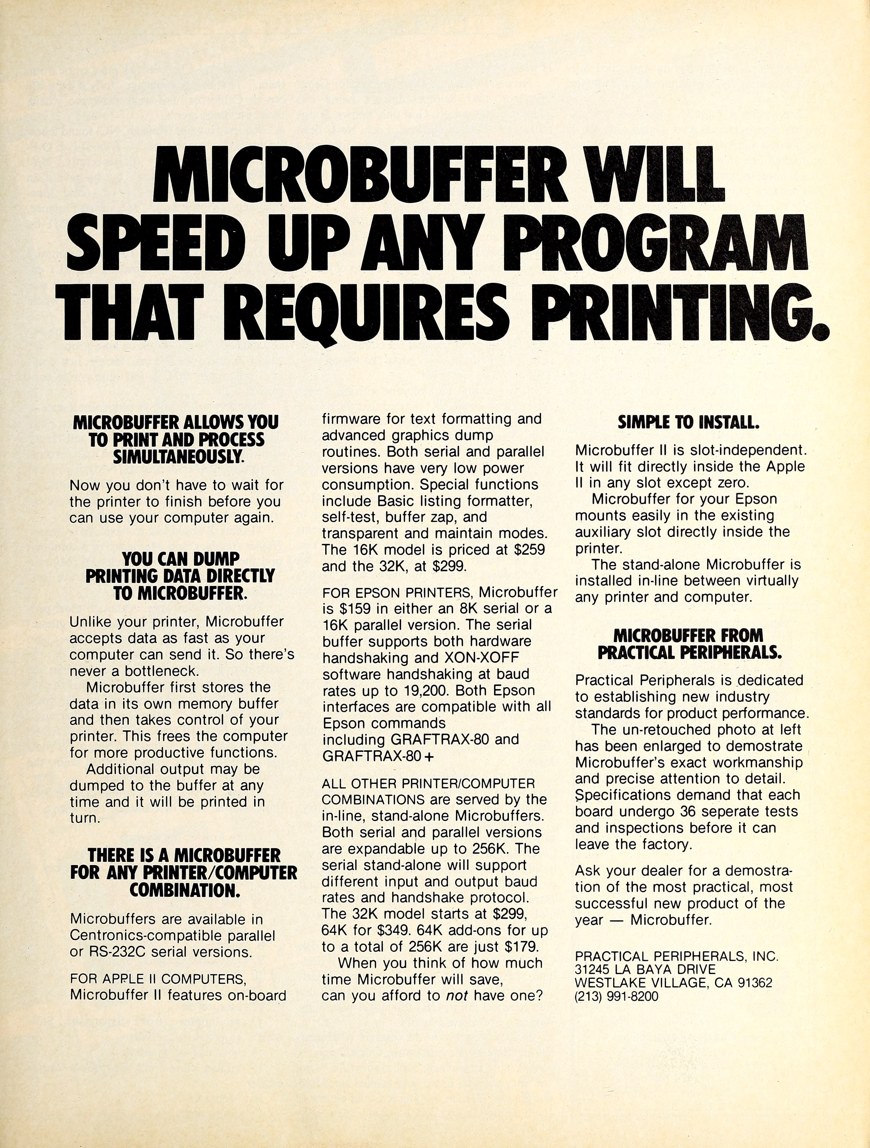 MICROBUFFER WILL
SPEED UP ANY PROGRAM
THAT REQUIRES PRINTING.
MICROBUFFER ALLOWS YOU
TO PRINT AND PROCESS
SIMULTANEOUSLY.
Now you don't have to wait for
the printer to finish before you
can use your computer again.
YOU CAN DUMP
PRINTING DATA DIRECTLY
TO MICROBUFFER.
Unlike your printer, Microbuffer
accepts data as fast as your
computer can send it. So there's
never a bottleneck.
Microbuffer first stores the
data in its own memory buffer
and then takes control of your
printer. This frees the computer
for more productive functions.
Additional output may be
dumped to the buffer at any
time and it will be printed in
turn.
THERE IS A MICROBUFFER
FOR ANY PRINTER/COMPUTER
COMBINATION.
Microbuffers are available in
Centronics-compatible parallel
or RS-232C serial versions.
FOR APPLE II COMPUTERS,
Microbuffer II features on-board
firmware for text formatting and
advanced graphics dump
routines. Both serial and parallel
versions have very low power
consumption. Special functions
include Basic listing formatter,
self-test, buffer zap, and
transparent and maintain modes.
The 16K model is priced at $259
and the 32K, at $299.
FOR EPSON PRINTERS, Microbuffer
is $159 in either an 8K serial or a
16K parallel version. The serial
buffer supports both hardware
handshaking and XON-XOFF
software handshaking at baud
rates up to 19,200. Both Epson
interfaces are compatible with all
Epson commands
including GRAFTRAX-80 and
GRAFTRAX-80+
ALL OTHER PRINTER/COMPUTER
COMBINATIONS are served by the
in-line, stand-alone Microbuffers.
Both serial and parallel versions
are expandable up to 256K. The
serial stand-alone will support
different input and output baud
rates and handshake protocol.
The 32K model starts at $299,
64K for $349. 64K add-ons for up
to a total of 256K are just $179.
When you think of how much
time Microbuffer will save,
can you afford to not have one?
SIMPLE TO INSTALL.
Microbuffer II is slot-independent.
It will fit directly inside the Apple
II in any slot except zero.
Microbuffer for your Epson
mounts easily in the existing
auxiliary slot directly inside the
printer.
The stand-alone Microbuffer is
installed in-line between virtually
any printer and computer.
MICROBUFFER FROM
PRACTICAL PERIPHERALS.
Practical Peripherals is dedicated
to establishing new industry
standards for product performance.
The un-retouched photo at left
has been enlarged to demostrate
Microbuffer's exact workmanship
and precise attention to detail.
Specifications demand that each
board undergo 36 seperate tests
and inspections before it can
leave the factory.
Ask your dealer for a demostra-
tion of the most practical, most
successful new product of the
year — Microbuffer.
PRACTICAL PERIPHERALS, INC.
31245 LA BAYA DRIVE
WESTLAKE VILLAGE, CA 91362
(213) 991-8200